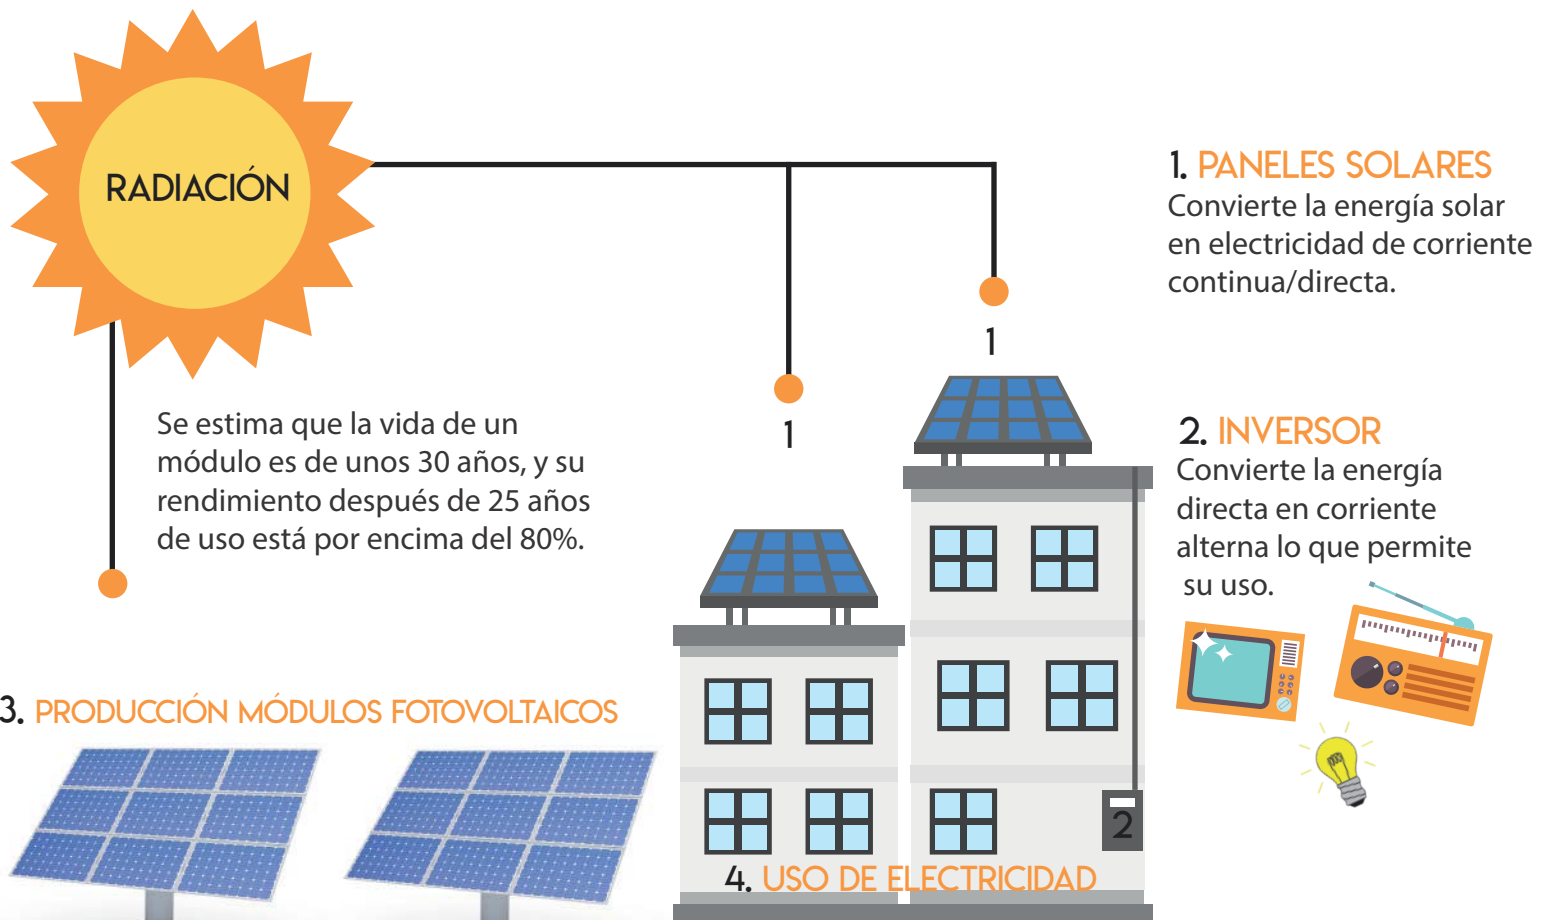 RADIACIÓN
1. PANELES SOLARES
Convierte la energía solar
en electricidad de corriente
continua/directa.
1
1
Se estima que la vida de un
módulo es de unos 30 años, y su
rendimiento después de 25 años
de uso está por encima del 80%.
2. INVERSOR
Convierte la energía
directa en corriente
alterna lo que permite
su uso.
3. PRODUCCIÓN MÓDULOS FOTOVOLTAICOS
2
4. USO DE ELECTRICIDAD